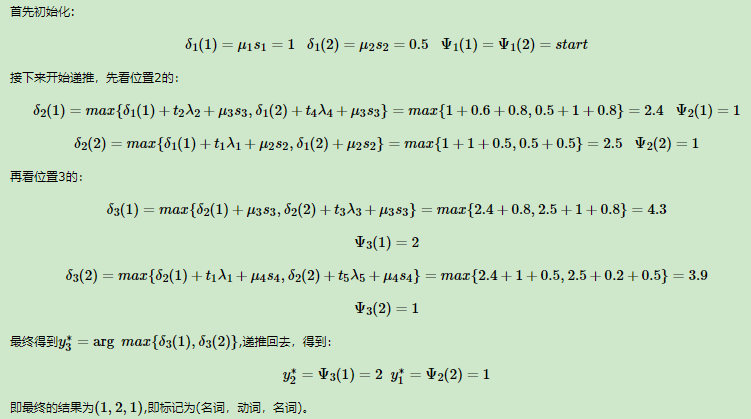 首先初始化:
δ₁(1) = μ₁s₁ = 1 δ₁(2) = μ₂s₂ = 0.5 Ψ₁(1) = Ψ₁(2) = start
接下来开始递推，先看位置2的：
δ₂(1) = max{δ₁(1) + t₂λ₂ + μ₃s₃, δ₁(2) + t₄λ₄ + μ₃s₃} = max{1 + 0.6 + 0.8, 0.5 + 1 + 0.8} = 2.4 Ψ₂(1) = 1
δ₂(2) = max{δ₁(1) + t₁λ₁ + μ₂s₂, δ₁(2) + μ₂s₂} = max{1 + 1 + 0.5, 0.5 + 0.5} = 2.5 Ψ₂(2) = 1
再看位置3的：
δ₃(1) = max{δ₂(1) + μ₃s₃, δ₂(2) + t₃λ₃ + μ₃s₃} = max{2.4 + 0.8, 2.5 + 1 + 0.8} = 4.3
Ψ₃(1) = 2
δ₃(2) = max{δ₂(1) + t₁λ₁ + μ₄s₄, δ₂(2) + t₅λ₅ + μ₄s₄} = max{2.4 + 1 + 0.5, 2.5 + 0.2 + 0.5} = 3.9
Ψ₃(2) = 1
最终得到y₃* = arg max{δ₃(1), δ₃(2)},递推回去，得到：
y₂* = Ψ₃(1) = 2 y₁* = Ψ₂(2) = 1
即最终的结果为(1, 2, 1),即标记为(名词，动词，名词)。